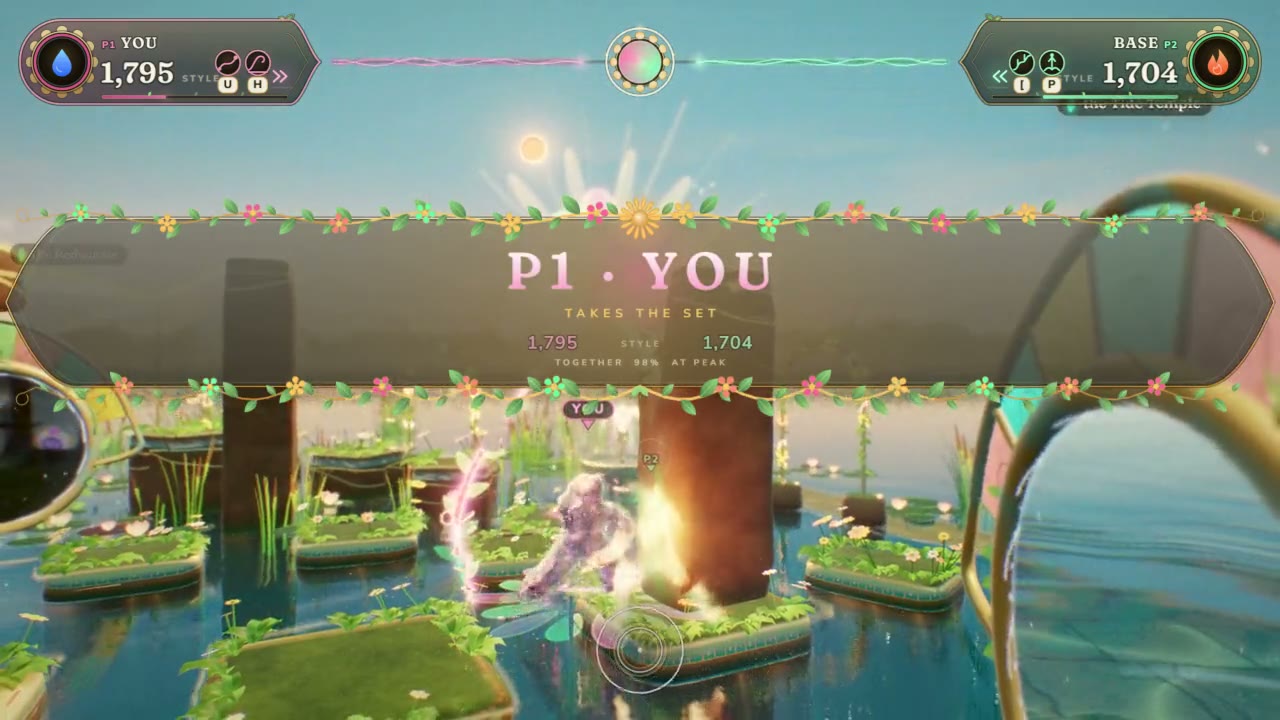 P1 YOU
1,795 STYLE
U H
BASE P2
TYLE 1,704
[ P
the Tide Temple
P1 · YOU
TAKES THE SET
1,795 STYLE 1,704
TOGETHER 98% AT PEAK
YOU
P2